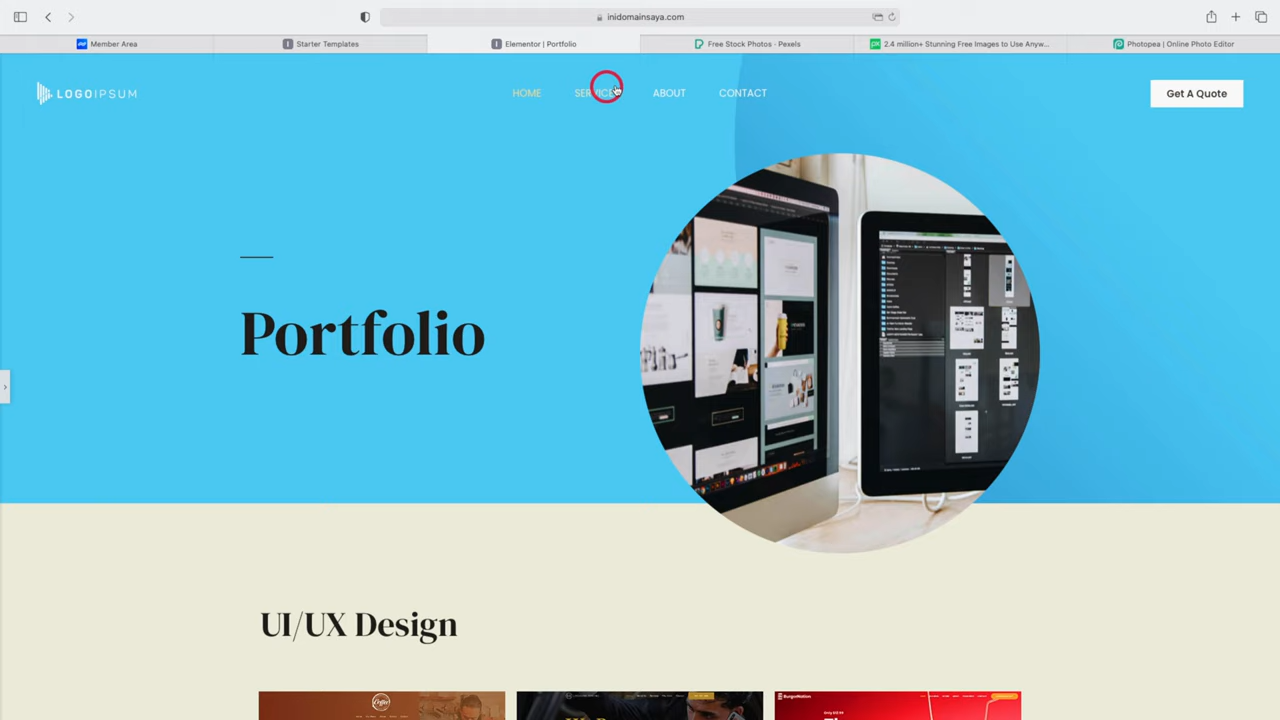 inidomainsaya.com
Member Area
Starter Templates
Elementor | Portfolio
Free Stock Photos - Pexels
2.4 million+ Stunning Free Images to Use Anyw...
Photopea | Online Photo Editor
LOGOIPSUM
HOME
SERVICES
ABOUT
CONTACT
Get A Quote
Portfolio
UI/UX Design
BurgerNation